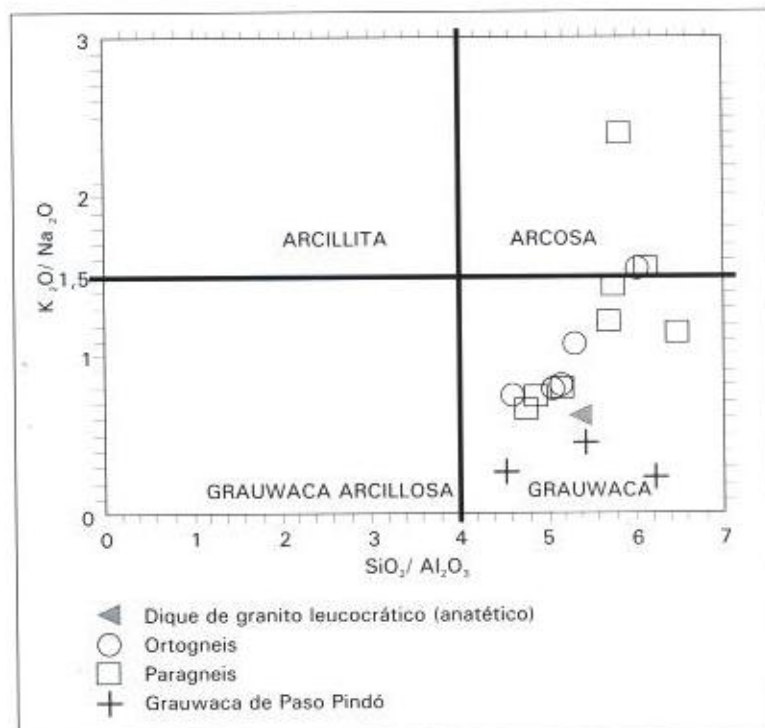 3
2
ARCILLITA
ARCOSA
1,5
K₂O/ Na₂O
1
GRAUWACA ARCILLOSA
GRAUWACA
0
0 1 2 3 4 5 6 7
SiO₂/ Al₂O₃
Dique de granito leucocrático (anatético)
Ortogneis
Paragneis
Grauwaca de Paso Pindó